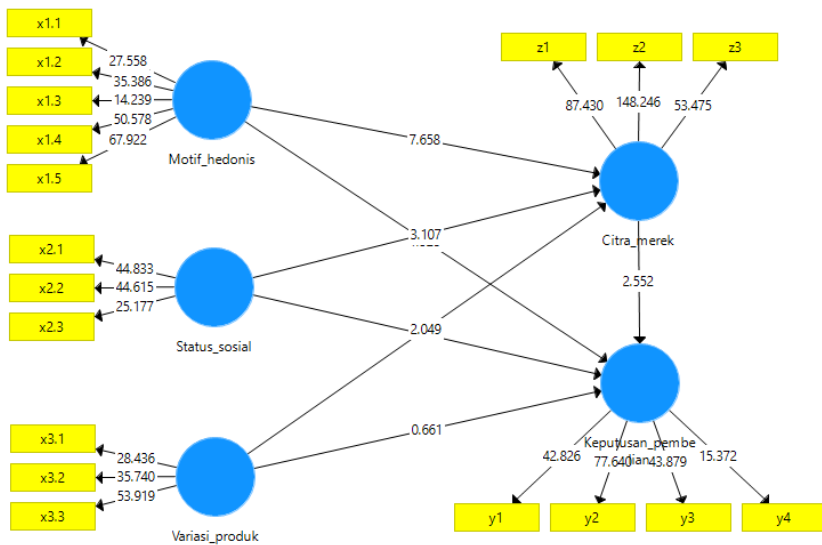 x1.1
x1.2
x1.3
x1.4
x1.5
27.558
35.386
14.239
50.578
67.922
Motif_hedonis
z1
z2
z3
87.430
148.246
53.475
7.658
Citra_merek
x2.1
x2.2
x2.3
44.833
44.615
25.177
Status_sosial
3.107
2.552
2.049
0.661
x3.1
x3.2
x3.3
28.436
35.740
53.919
Variasi_produk
Keputusan_pembe
lian
42.826
77.640
43.879
15.372
y1
y2
y3
y4